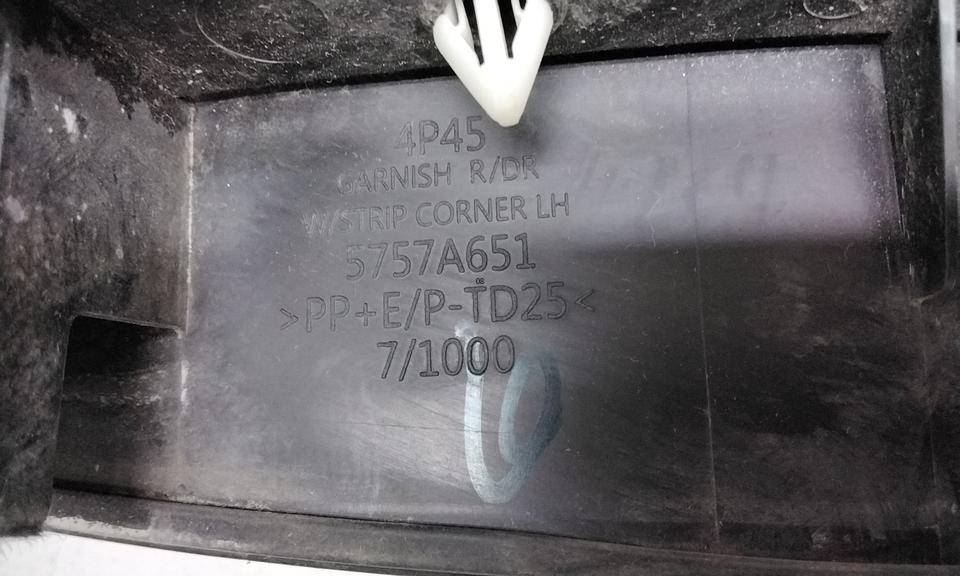 4P45
GARNISH R/DR
W/STRIP CORNER LH
5757A651
>PP+E/P-TD25<
7/1000